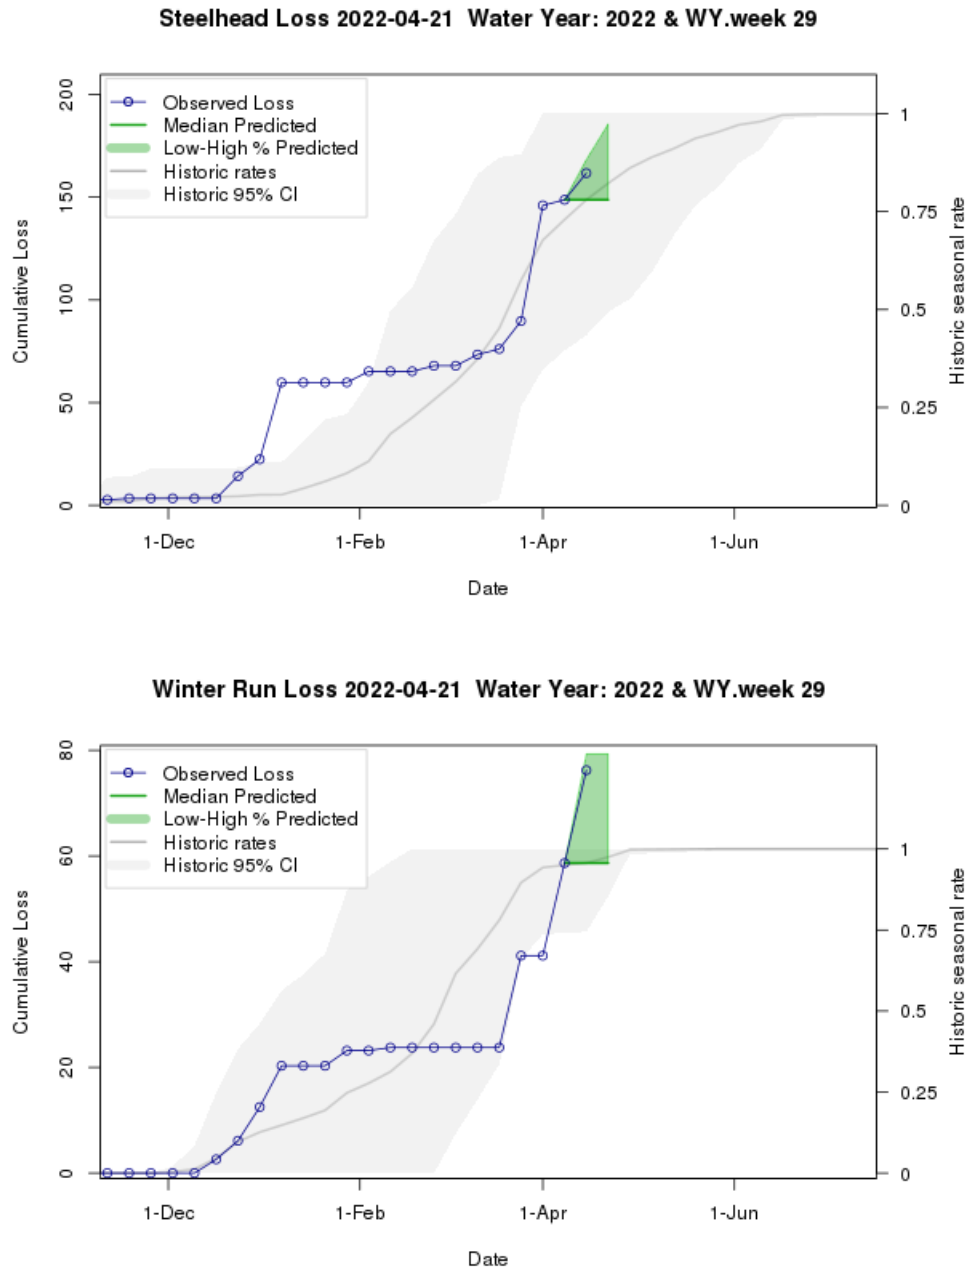 Steelhead Loss 2022-04-21  Water Year: 2022 & WY.week 29
Observed Loss
Median Predicted
Low-High % Predicted
Historic rates
Historic 95% CI
Cumulative Loss
0
50
100
150
200
Historic seasonal rate
0
0.25
0.5
0.75
1
1-Dec
1-Feb
1-Apr
1-Jun
Date
Winter Run Loss 2022-04-21  Water Year: 2022 & WY.week 29
Observed Loss
Median Predicted
Low-High % Predicted
Historic rates
Historic 95% CI
Cumulative Loss
0
20
40
60
80
Historic seasonal rate
0
0.25
0.5
0.75
1
1-Dec
1-Feb
1-Apr
1-Jun
Date